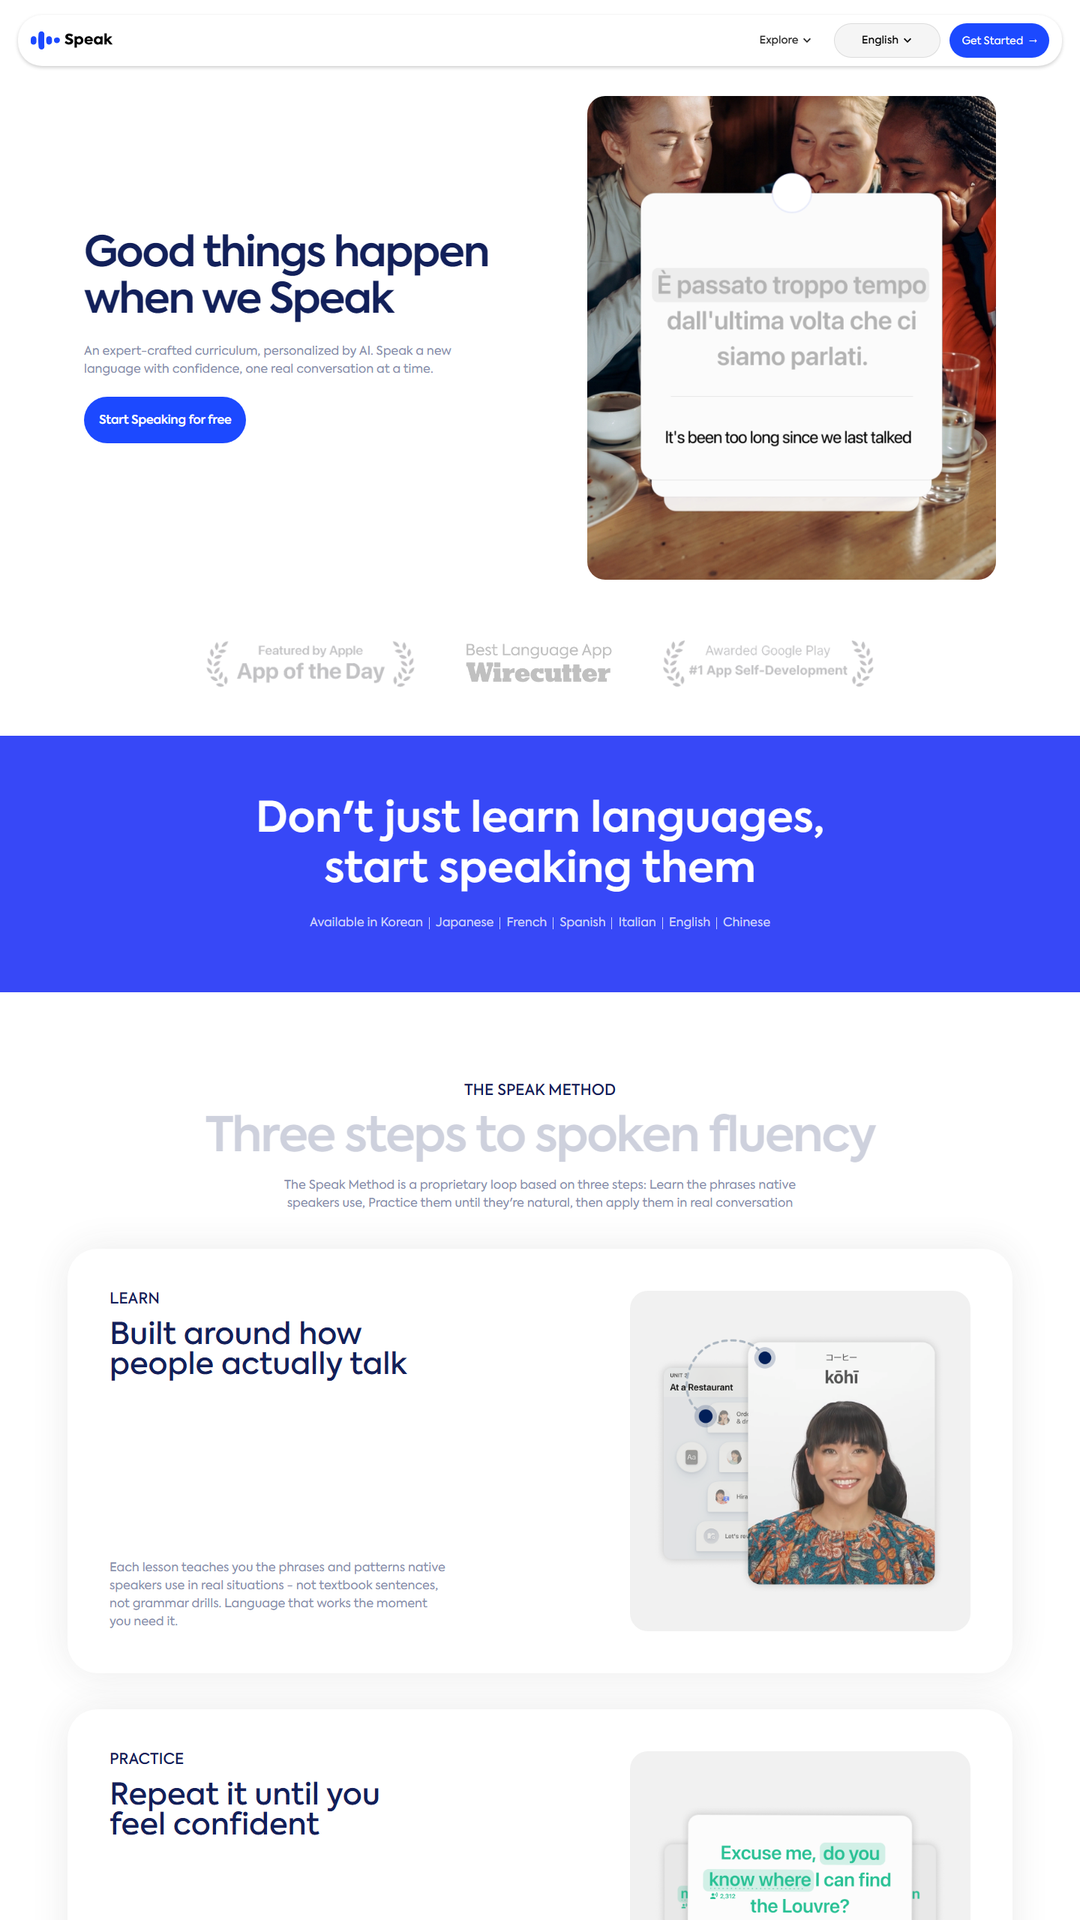 Speak
Explore
English
Get Started →
Good things happen
when we Speak
An expert-crafted curriculum, personalized by AI. Speak a new
language with confidence, one real conversation at a time.
Start Speaking for free
È passato troppo tempo
dall'ultima volta che ci
siamo parlati.
It's been too long since we last talked
Featured by Apple
App of the Day
Best Language App
Wirecutter
Awarded Google Play
#1 App Self-Development
Don't just learn languages,
start speaking them
Available in Korean | Japanese | French | Spanish | Italian | English | Chinese
THE SPEAK METHOD
Three steps to spoken fluency
The Speak Method is a proprietary loop based on three steps: Learn the phrases native
speakers use, Practice them until they're natural, then apply them in real conversation
LEARN
Built around how
people actually talk
Each lesson teaches you the phrases and patterns native
speakers use in real situations - not textbook sentences,
not grammar drills. Language that works the moment
you need it.
UNIT
At a Restaurant
Let's
コーヒー
kōhī
PRACTICE
Repeat it until you
feel confident
Excuse me, do you
know where I can find
the Louvre?
2,312